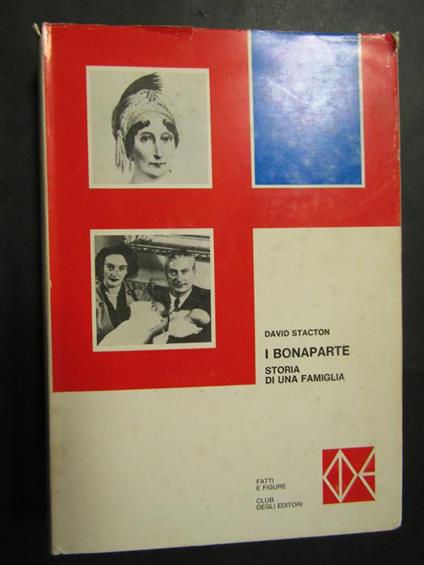 DAVID STACTON
I BONAPARTE
STORIA
DI UNA FAMIGLIA
FATTI
E FIGURE
CLUB
DEGLI EDITORI